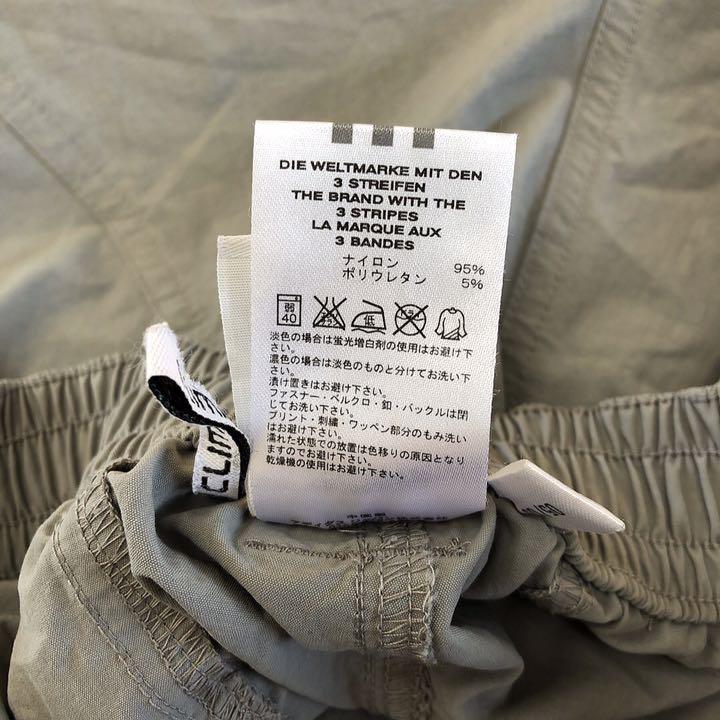 DIE WELTMARKE MIT DEN
3 STREIFEN
THE BRAND WITH THE
3 STRIPES
LA MARQUE AUX
3 BANDES
ナイロン 95%
ポリウレタン 5%
弱
40
低
淡色の場合は蛍光増白剤の使用はお避け下
さい。
濃色の場合は淡色のものと分けてお洗い下
さい。
漬け置きはお避け下さい。
ファスナー・ベルクロ・釦・バックルは閉
じてお洗い下さい。
プリント・刺繍・ワッペン部分のもみ洗い
はお避け下さい。
濡れた状態での放置は色移りの原因となり
ますのでお避け下さい。
乾燥機の使用はお避け下さい。
中国製
CLIM